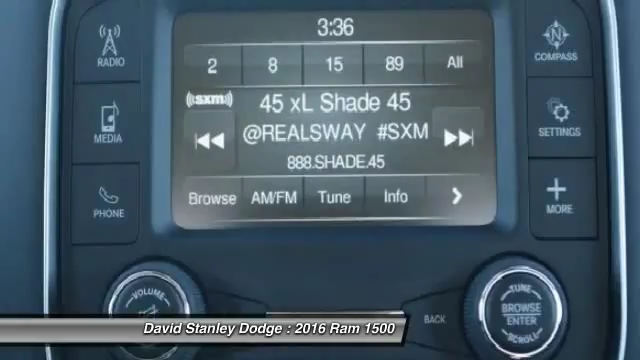 3:36
2 8 15 89 All
((sxm)) 45 xL Shade 45
@REALSWAY #SXM
888.SHADE.45
Browse AM/FM Tune Info >
RADIO
MEDIA
PHONE
COMPASS
SETTINGS
MORE
VOLUME
BACK
TUNE
BROWSE
ENTER
SCROLL
David Stanley Dodge : 2016 Ram 1500